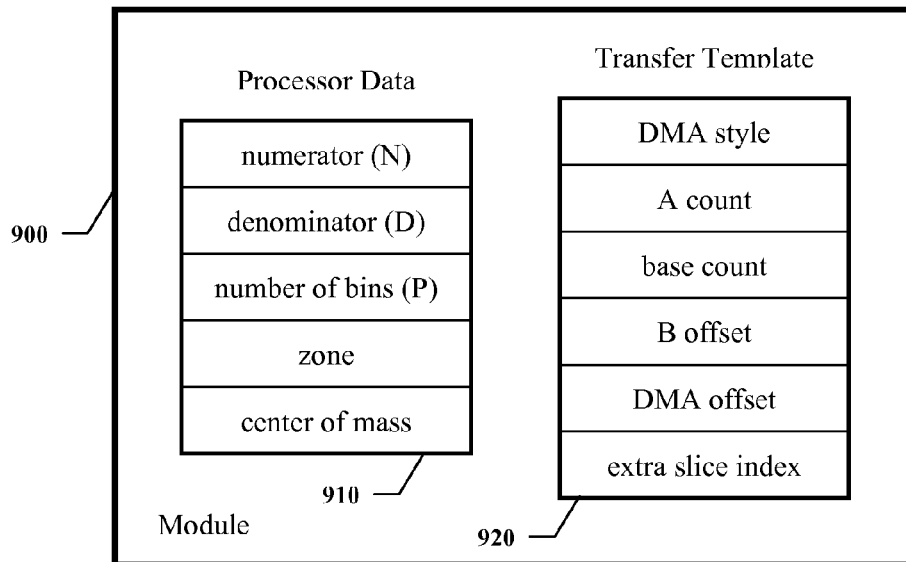 Processor Data
numerator (N)
denominator (D)
number of bins (P)
zone
center of mass
910
Transfer Template
DMA style
A count
base count
B offset
DMA offset
extra slice index
920
900
Module